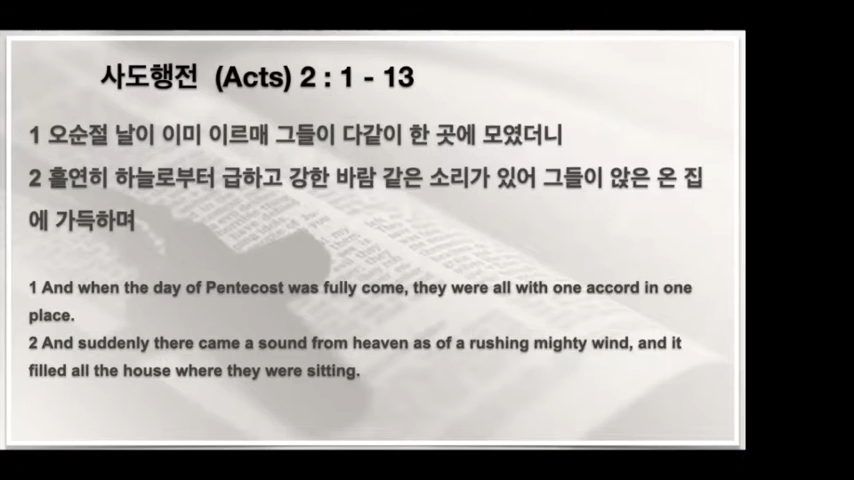 사도행전 (Acts) 2 : 1 - 13
1 오순절 날이 이미 이르매 그들이 다같이 한 곳에 모였더니
2 홀연히 하늘로부터 급하고 강한 바람 같은 소리가 있어 그들이 앉은 온 집
에 가득하며
1 And when the day of Pentecost was fully come, they were all with one accord in one
place.
2 And suddenly there came a sound from heaven as of a rushing mighty wind, and it
filled all the house where they were sitting.